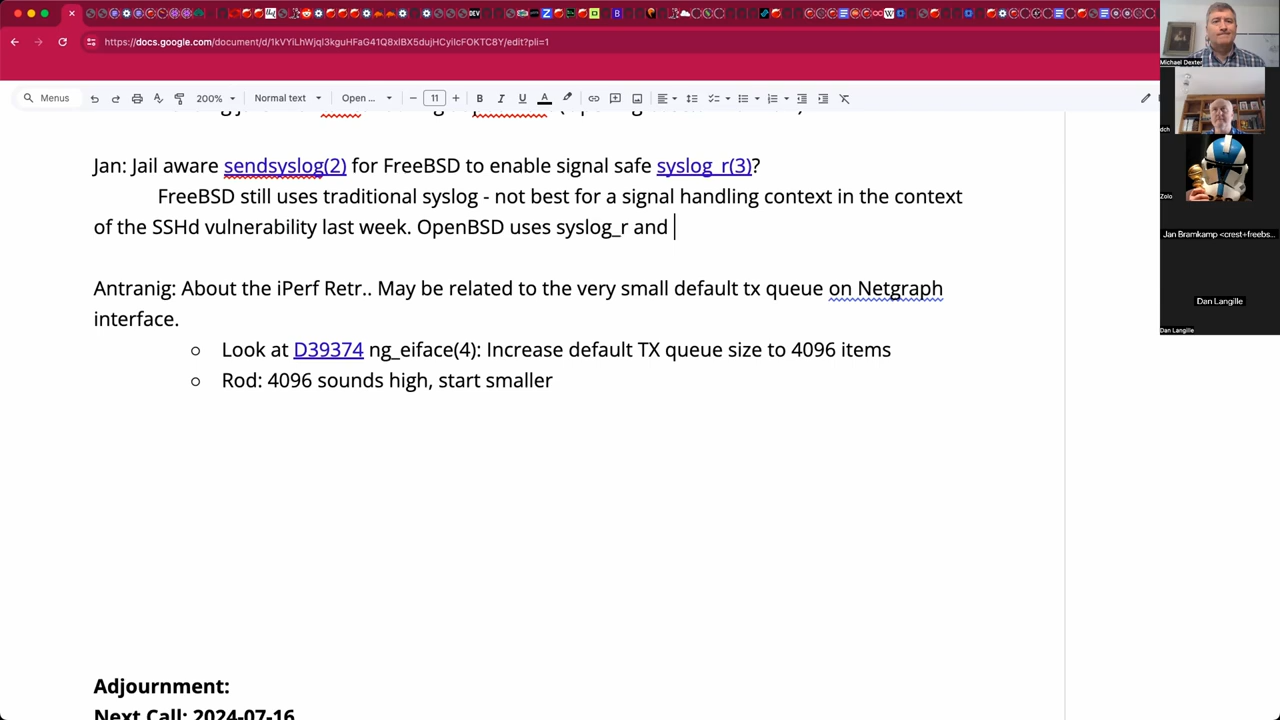 https://docs.google.com/document/d/1kVYiLhWjql3kguHFaG41Q8xlBX5dujHCyilcFOKTC8Y/edit?pli=1
Menus 200% Normal text Open ... 11 B I U A
Jan: Jail aware sendsyslog(2) for FreeBSD to enable signal safe syslog_r(3)?
FreeBSD still uses traditional syslog - not best for a signal handling context in the context
of the SSHd vulnerability last week. OpenBSD uses syslog_r and
Antranig: About the iPerf Retr.. May be related to the very small default tx queue on Netgraph
interface.
○ Look at D39374 ng_eiface(4): Increase default TX queue size to 4096 items
○ Rod: 4096 sounds high, start smaller
Adjournment:
Next Call: 2024-07-16
Michael Dexter
dch
Zolo
Jan Bramkamp <crest+freebs...
Dan Langille
Dan Langille